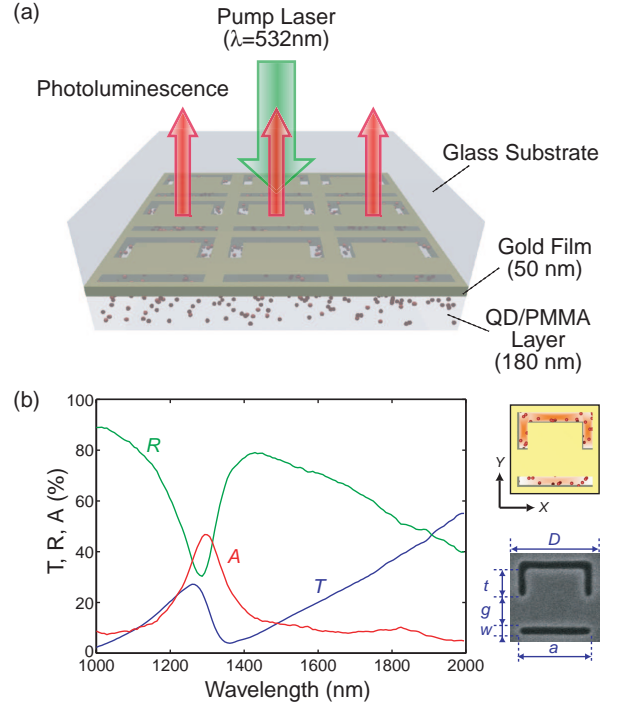 (a)
Pump Laser
(λ=532nm)
Photoluminescence
Glass Substrate
Gold Film
(50 nm)
QD/PMMA
Layer
(180 nm)
(b)
100
80
60
40
20
0
T, R, A (%)
R
A
T
1000 1200 1400 1600 1800 2000
Wavelength (nm)
Y
X
D
t
g
w
a